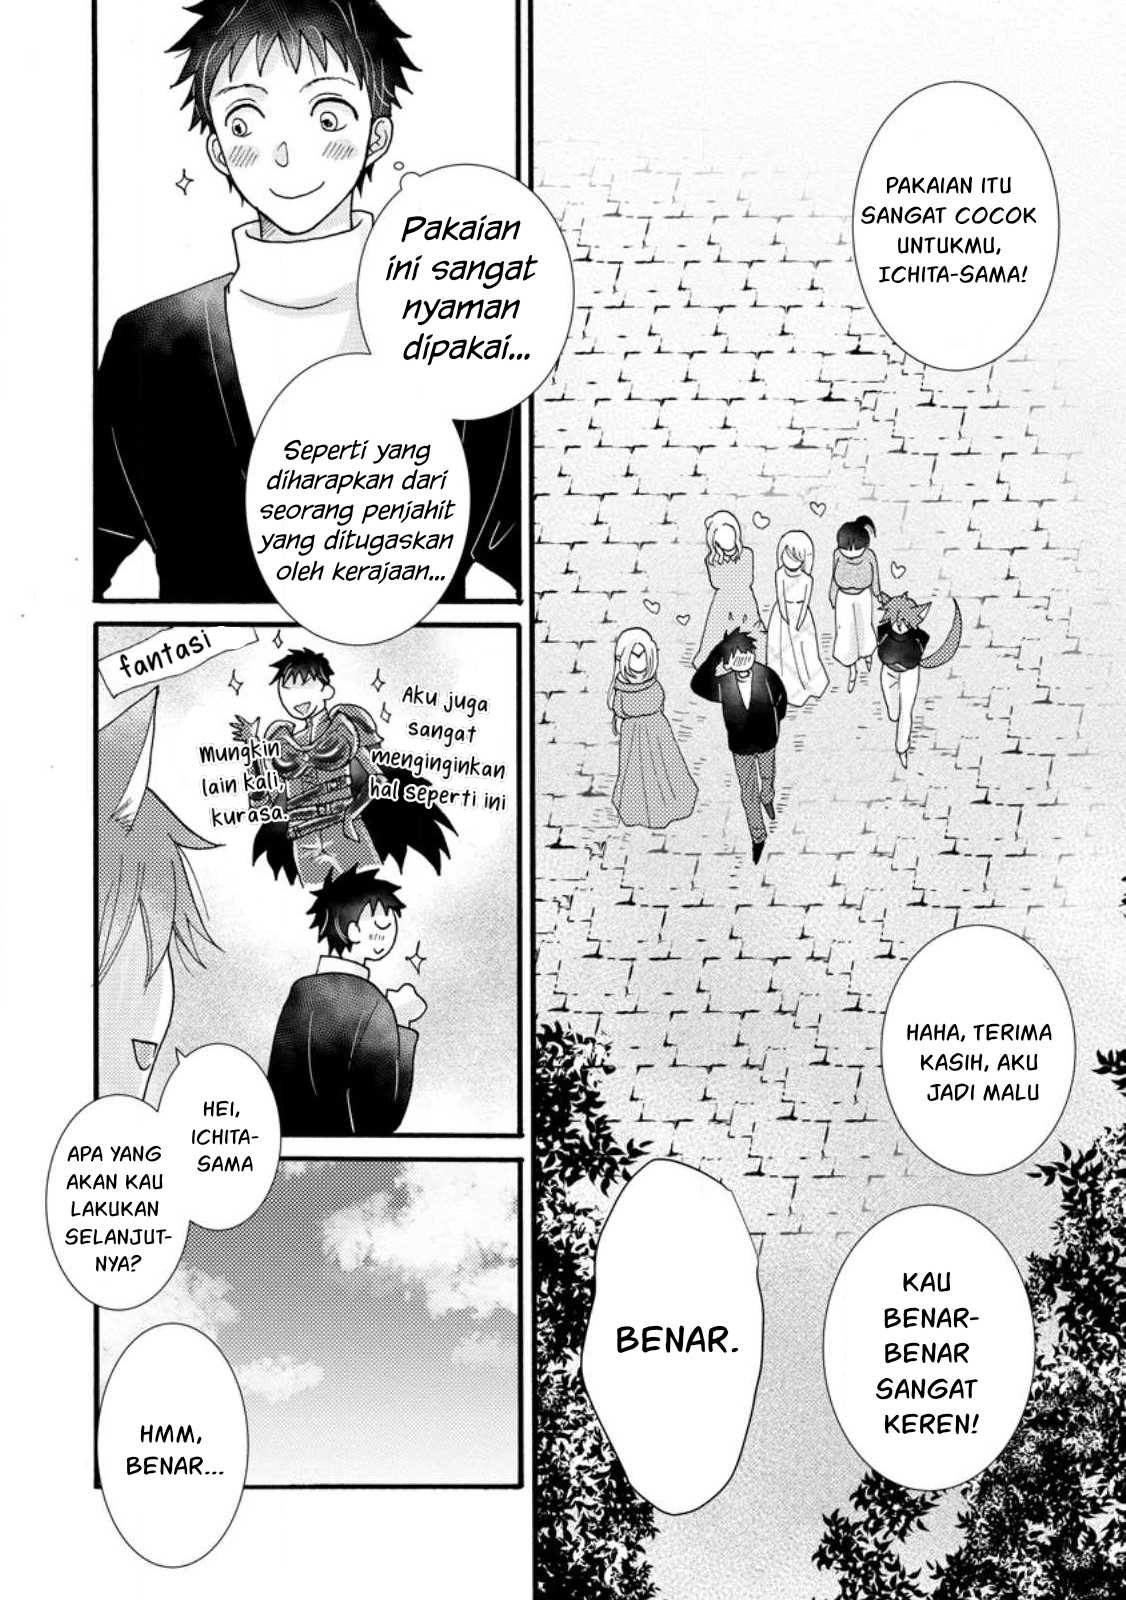 PAKAIAN ITU
SANGAT COCOK
UNTUKMU,
ICHITA-SAMA!
HAHA, TERIMA
KASIH, AKU
JADI MALU
KAU
BENAR-
BENAR
SANGAT
KEREN!
BENAR.
Pakaian
ini sangat
nyaman
dipakai...
Seperti yang
diharapkan dari
seorang penjahit
yang ditugaskan
oleh kerajaan...
fantasi
Aku juga
sangat
menginginkan
hal seperti ini
Mungkin
lain kali,
kurasa.
HEI,
ICHITA-
SAMA
APA YANG
AKAN KAU
LAKUKAN
SELANJUT-
NYA?
HMM,
BENAR...